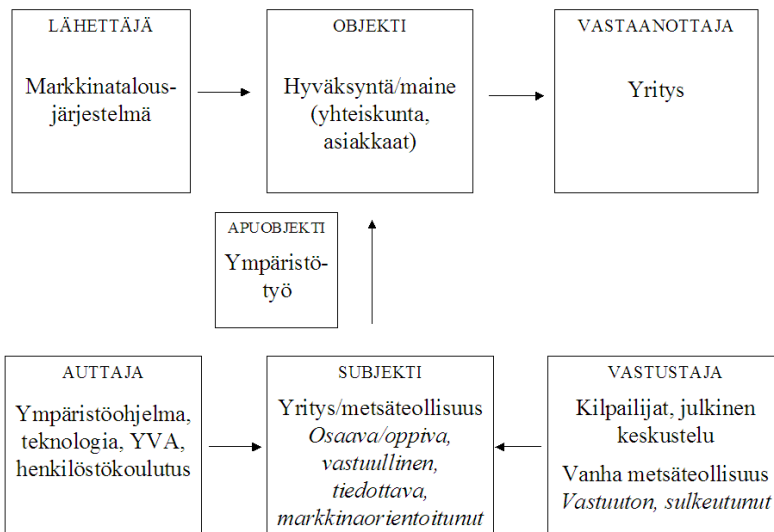 LÄHETTÄJÄ
Markkinatalous-
järjestelmä
OBJEKTI
Hyväksyntä/maine
(yhteiskunta,
asiakkaat)
VASTAANOTTAJA
Yritys
APUOBJEKTI
Ympäristö-
työ
AUTTAJA
Ympäristöohjelma,
teknologia, YVA,
henkilöstökoulutus
SUBJEKTI
Yritys/metsäteollisuus
Osaava/oppiva,
vastuullinen,
tiedottava,
markkinaorientoitunut
VASTUSTAJA
Kilpailijat, julkinen
keskustelu
Vanha metsäteollisuus
Vastuuton, sulkeutunut